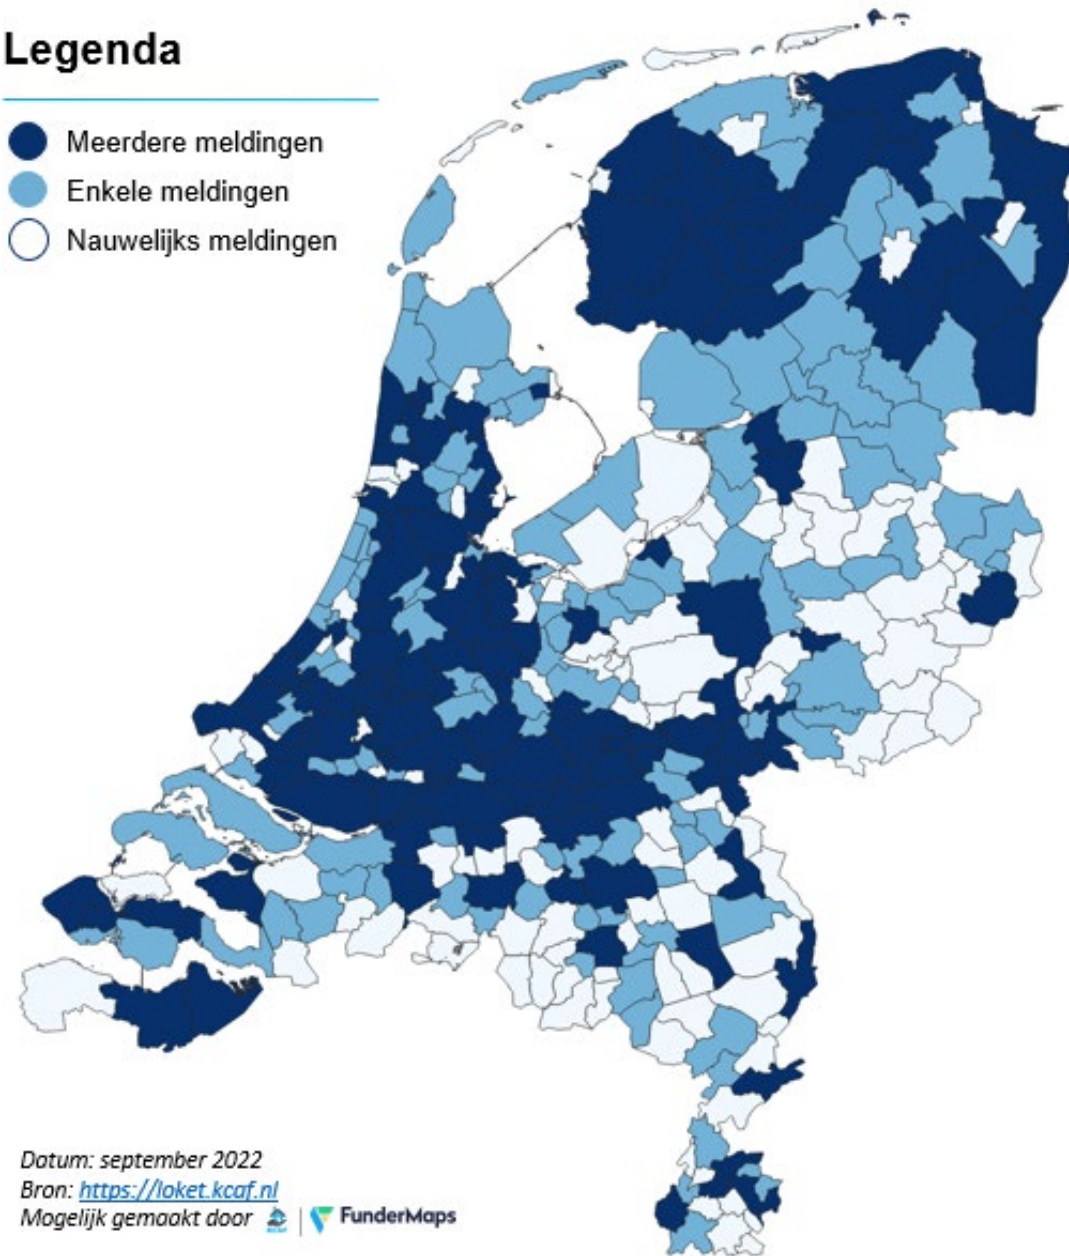 Legenda
Meerdere meldingen
Enkele meldingen
Nauwelijks meldingen
Datum: september 2022
Bron: https://loket.kcaf.nl
Mogelijk gemaakt door | FunderMaps